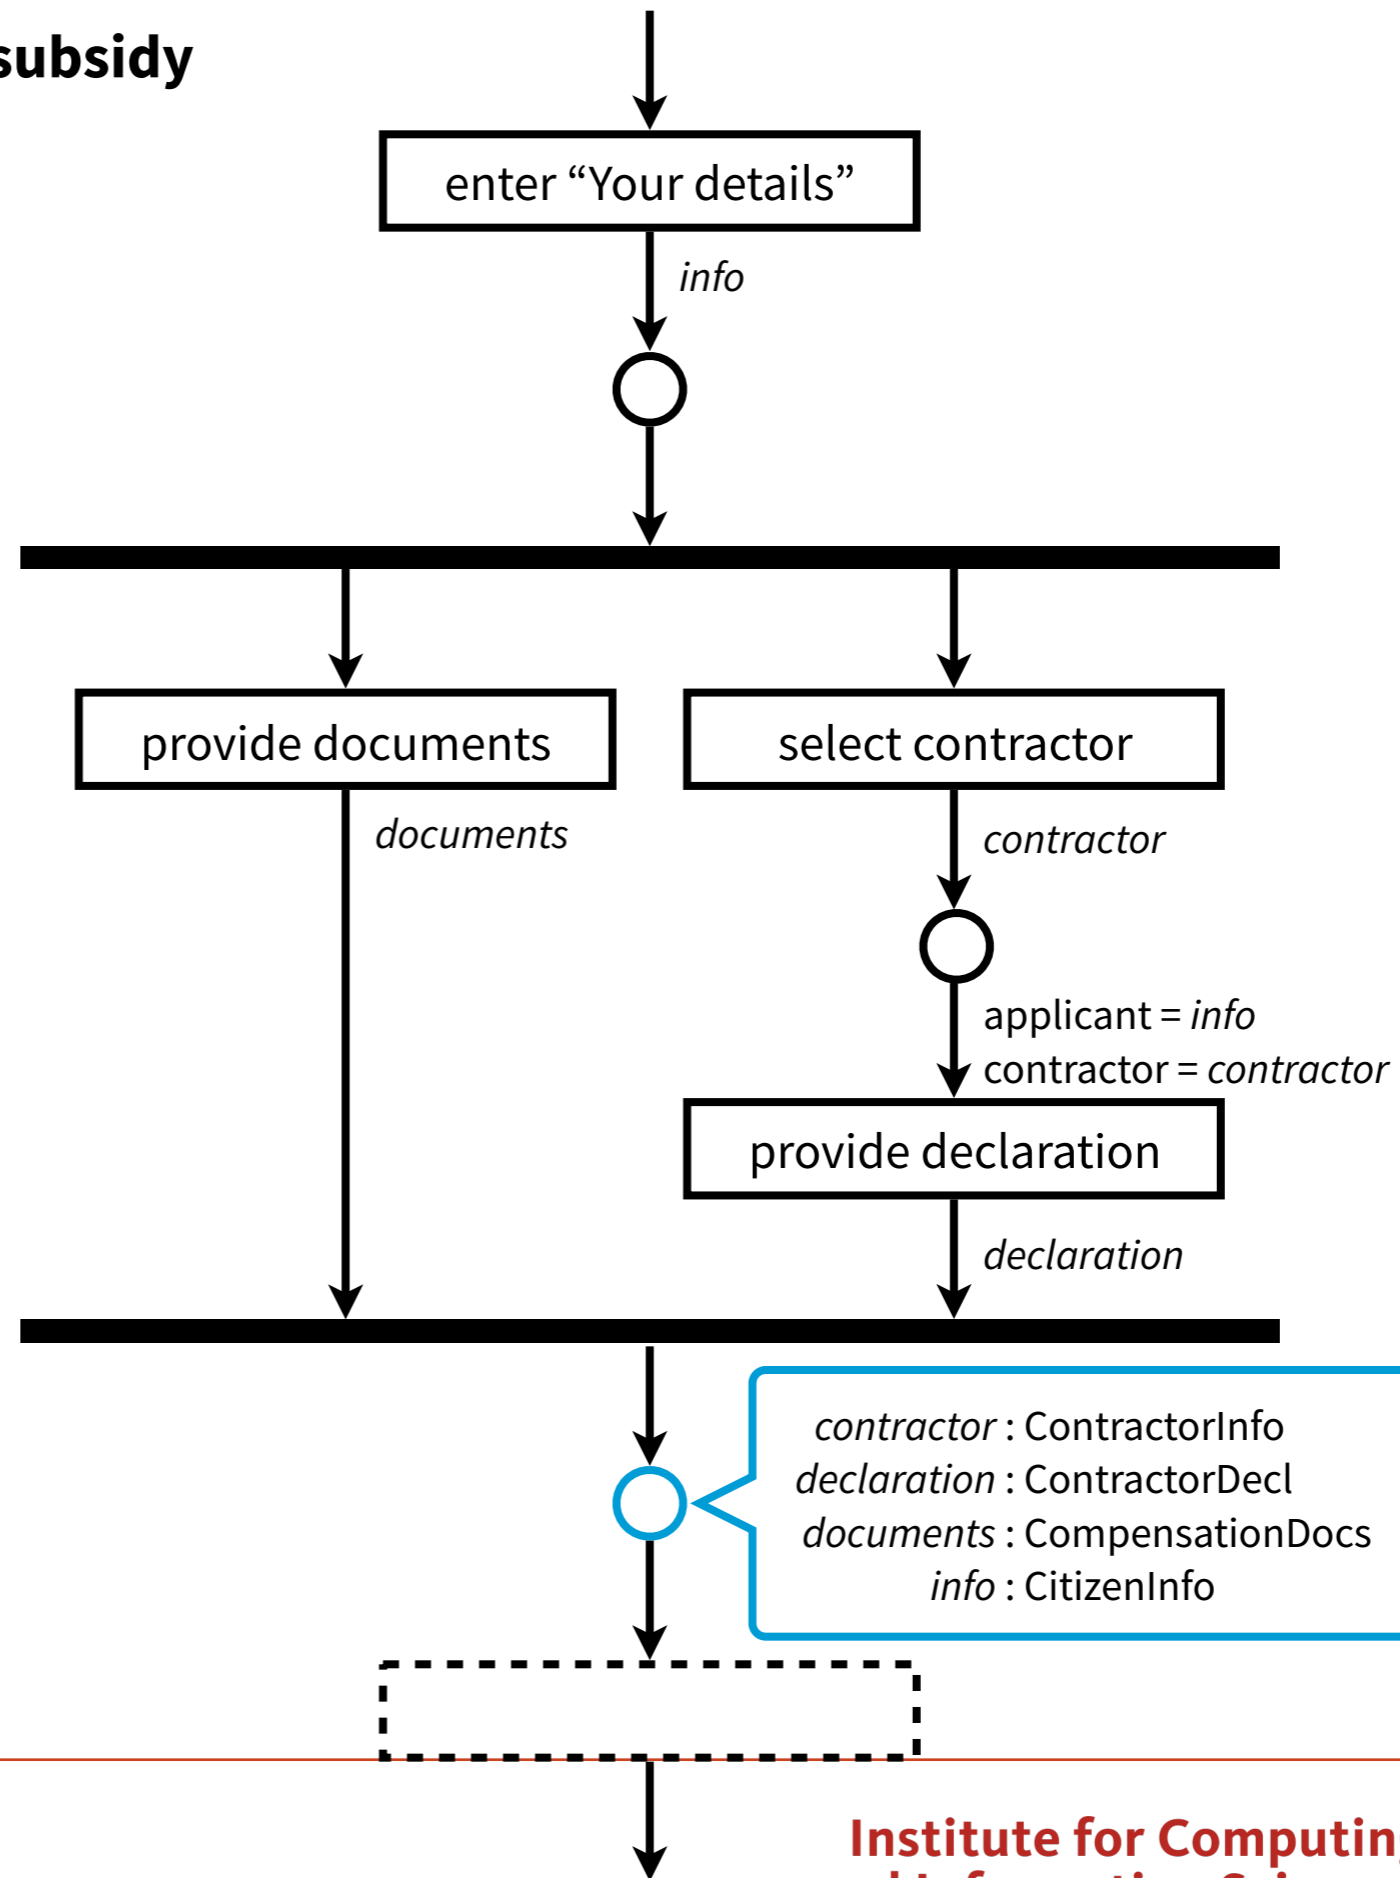 subsidy
enter “Your details”
info
provide documents
select contractor
documents
contractor
applicant = info
contractor = contractor
provide declaration
declaration
contractor : ContractorInfo
declaration : ContractorDecl
documents : CompensationDocs
info : CitizenInfo
Institute for